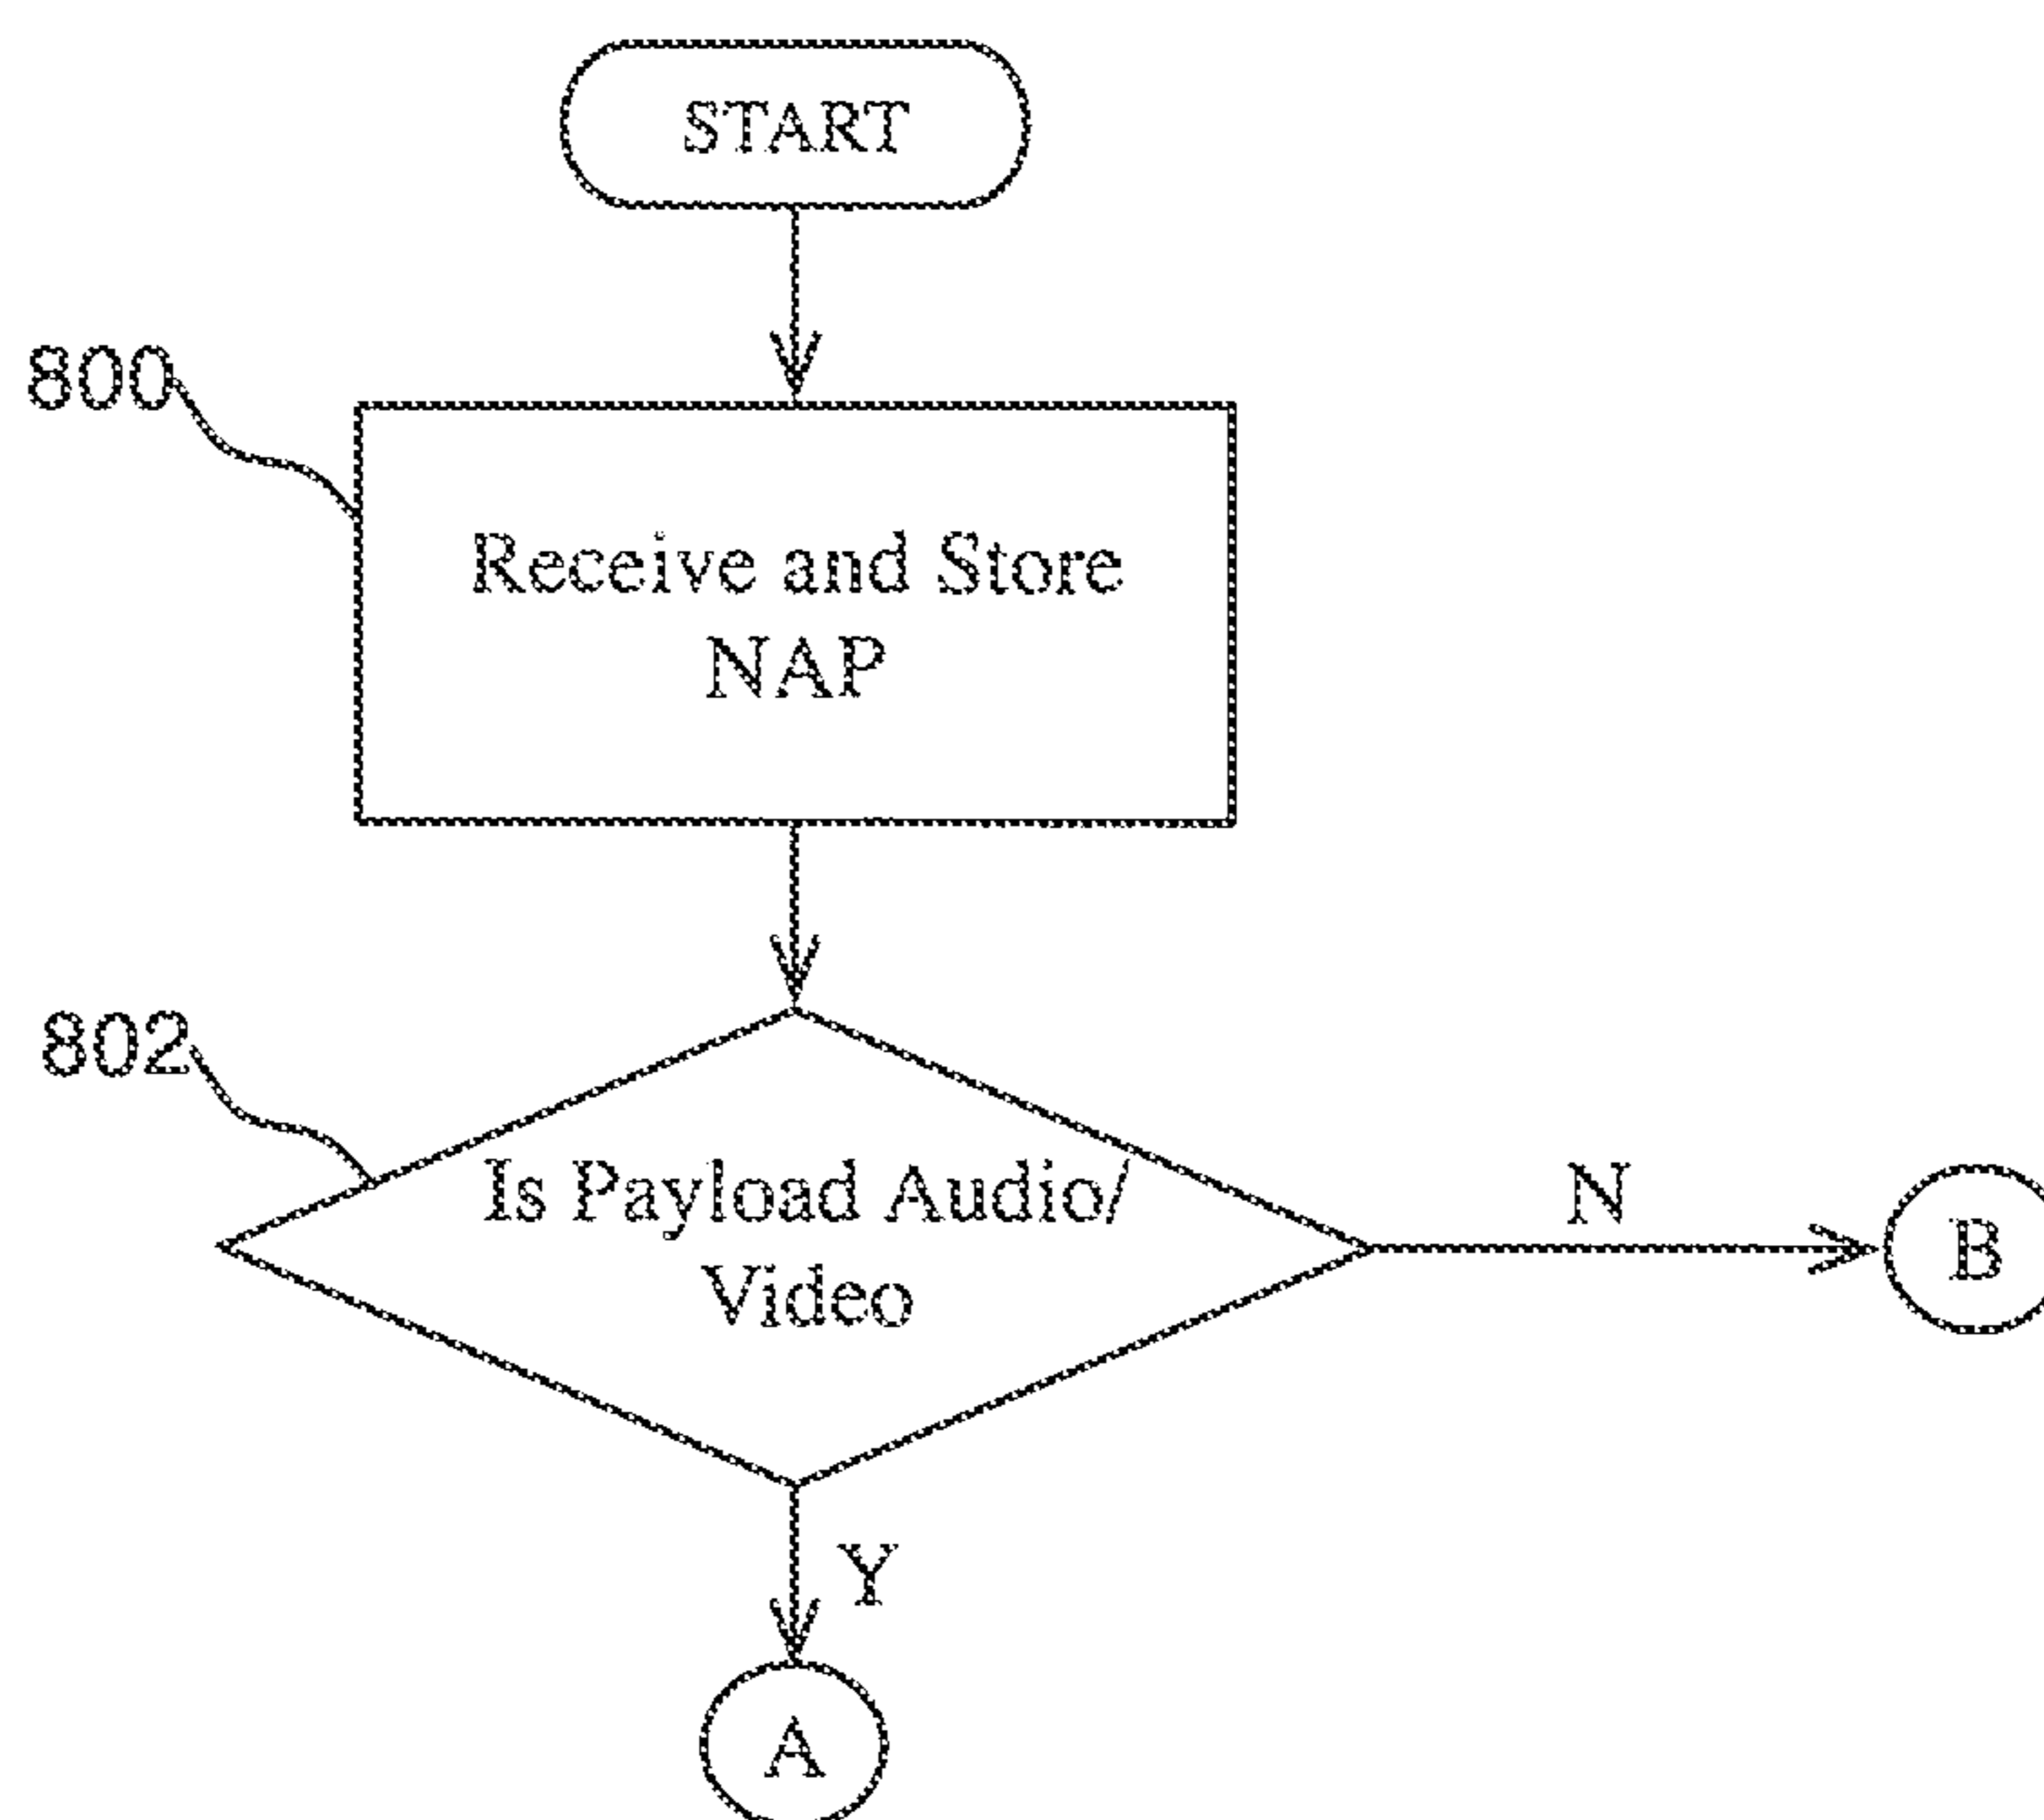 START
800
Receive and Store
NAP
802
Is Payload Audio/
Video
N
B
Y
A